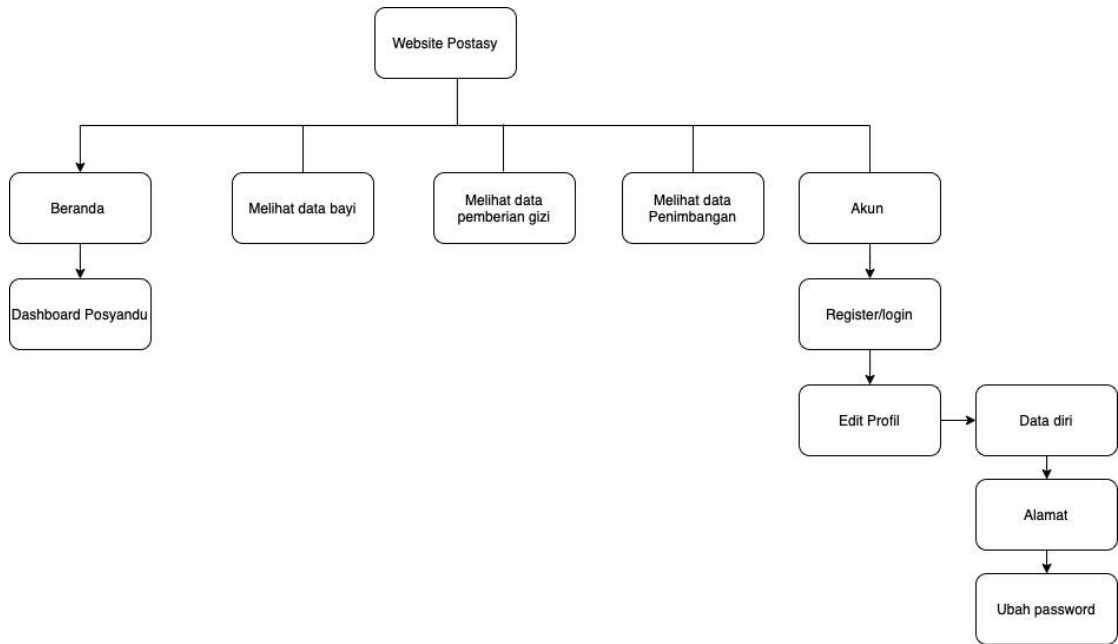 Website Postasy
Beranda
Melihat data bayi
Melihat data
pemberian gizi
Melihat data
Penimbangan
Akun
Dashboard Posyandu
Register/login
Edit Profil
Data diri
Alamat
Ubah password